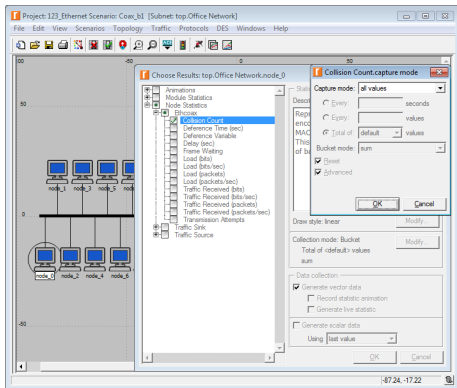 Project: 123_Ethernet Scenario: Coax_b1 [Subnet: top.Office Network]
File Edit View Scenarios Topology Traffic Protocols DES Windows Help
-50
0
50
50
0
-50
node_1 node_3 node_5
node_0 node_2 node_4 node_6
Choose Results: top.Office Network.node_0
Animations
Module Statistics
Node Statistics
Ethcoax
Collision Count
Deference Time (sec)
Deference Variable
Delay (sec)
Frame Waiting
Load (bits)
Load (bits/sec)
Load (packets)
Load (packets/sec)
Traffic Received (bits)
Traffic Received (bits/sec)
Traffic Received (packets)
Traffic Received (packets/sec)
Transmission Attempts
Traffic Sink
Traffic Source
Draw style: linear
Modify...
Collection mode: Bucket
Modify...
Total of <default> values
sum
Data collection
Generate vector data
Record statistic animation
Generate live statistic
Generate scalar data
Using last value
OK Cancel
Collision Count.capture mode
Capture mode: all values
Every: seconds
Every: values
Total of: default values
Bucket mode: sum
Reset
Advanced
OK Cancel
-87.24, -17.22